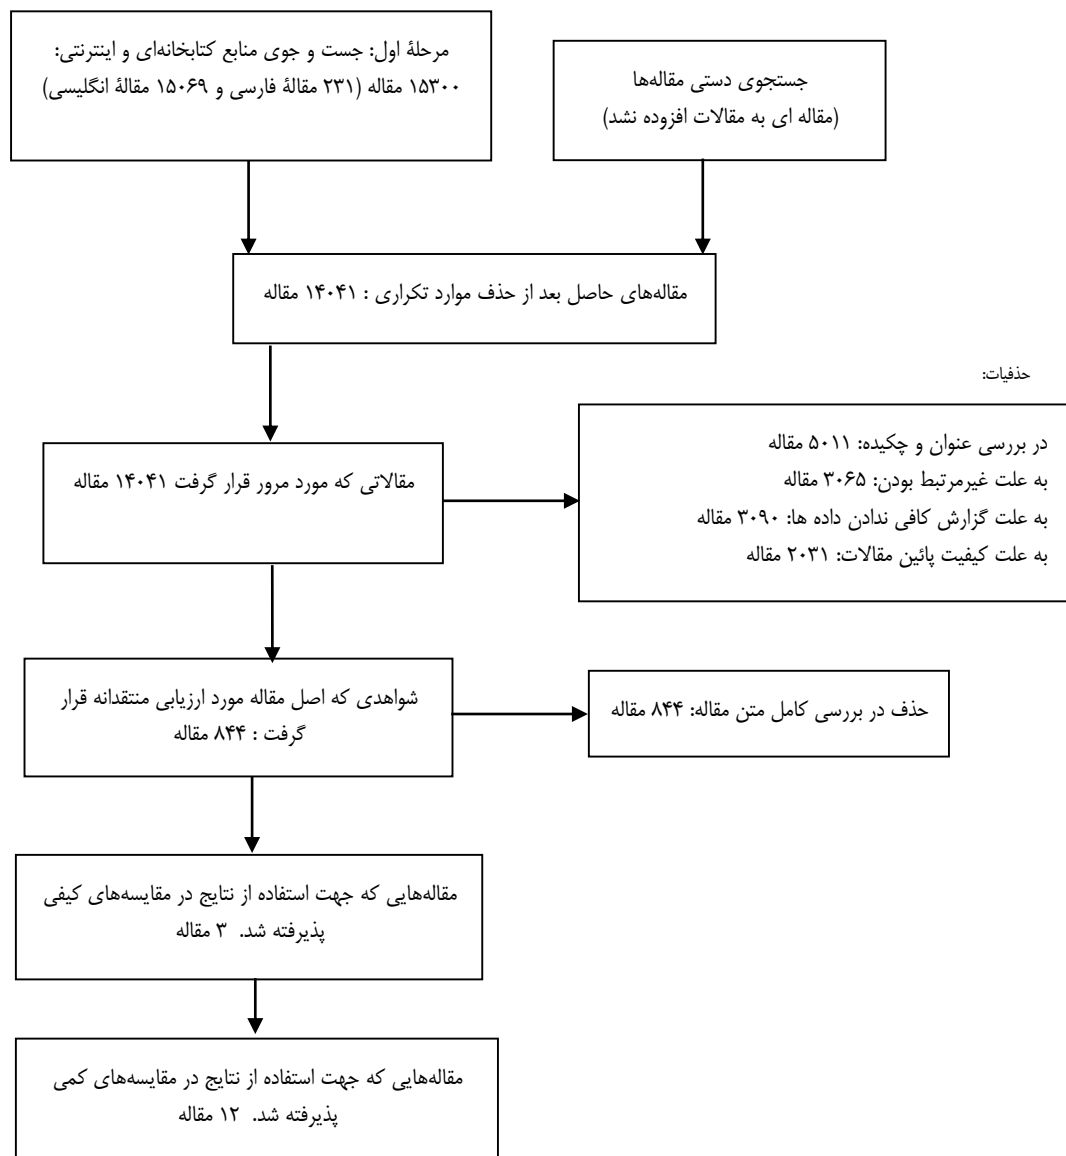 مرحلهٔ اول: جست و جوی منابع کتابخانه‌ای و اینترنتی:
۱۵۳۰۰ مقاله (۲۳۱ مقالهٔ فارسی و ۱۵۰۶۹ مقالهٔ انگلیسی)
جستجوی دستی مقاله‌ها
(مقاله ای به مقالات افزوده نشد)
مقاله‌های حاصل بعد از حذف موارد تکراری : ۱۴۰۴۱ مقاله
حذفیات:
مقالاتی که مورد مرور قرار گرفت ۱۴۰۴۱ مقاله
در بررسی عنوان و چکیده: ۵۰۱۱ مقاله
به علت غیرمرتبط بودن: ۳۰۶۵ مقاله
به علت گزارش کافی ندادن داده ها: ۳۰۹۰ مقاله
به علت کیفیت پائین مقالات: ۲۰۳۱ مقاله
شواهدی که اصل مقاله مورد ارزیابی منتقدانه قرار
گرفت : ۸۴۴ مقاله
حذف در بررسی کامل متن مقاله: ۸۴۴ مقاله
مقاله‌هایی که جهت استفاده از نتایج در مقایسه‌های کیفی
پذیرفته شد. ۳ مقاله
مقاله‌هایی که جهت استفاده از نتایج در مقایسه‌های کمی
پذیرفته شد. ۱۲ مقاله